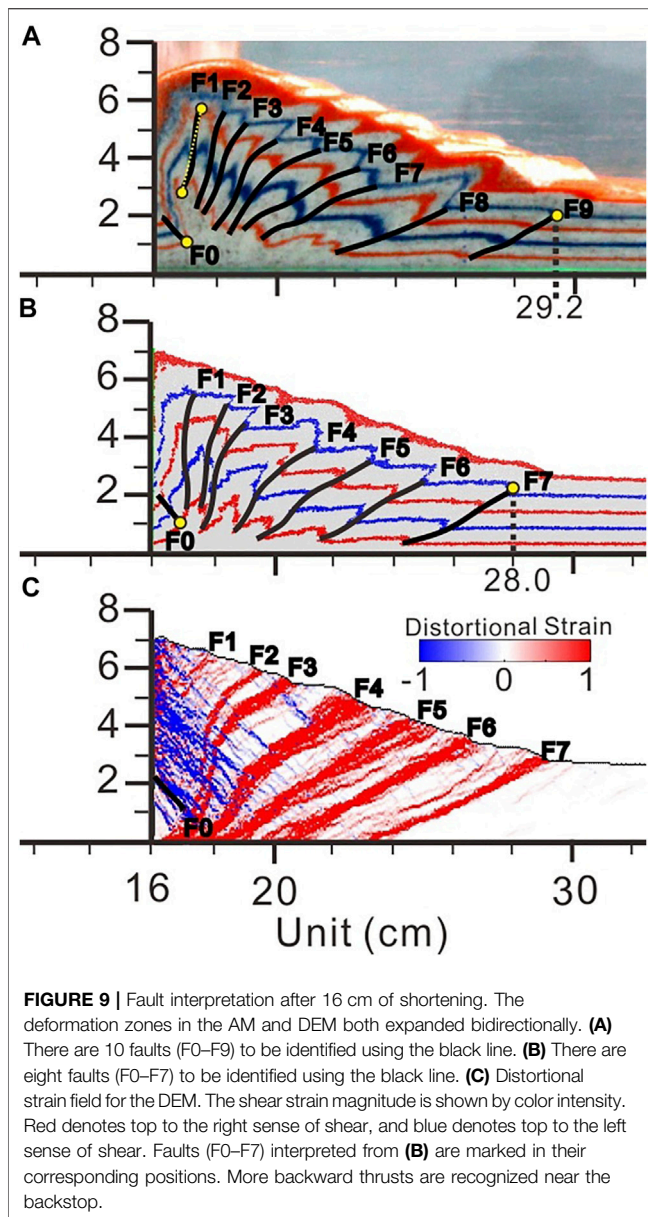 A
8
6
4
2
F1
F2
F3
F4
F5
F6
F7
F8
F9
F0
29.2
B
8
6
4
2
F1
F2
F3
F4
F5
F6
F7
F0
28.0
C
8
6
4
2
Distortional Strain
-1 0 1
F1
F2
F3
F4
F5
F6
F7
F0
16 20 30
Unit (cm)
FIGURE 9 | Fault interpretation after 16 cm of shortening. The
deformation zones in the AM and DEM both expanded bidirectionally. (A)
There are 10 faults (F0–F9) to be identified using the black line. (B) There are
eight faults (F0–F7) to be identified using the black line. (C) Distortional
strain field for the DEM. The shear strain magnitude is shown by color intensity.
Red denotes top to the right sense of shear, and blue denotes top to the left
sense of shear. Faults (F0–F7) interpreted from (B) are marked in their
corresponding positions. More backward thrusts are recognized near the
backstop.